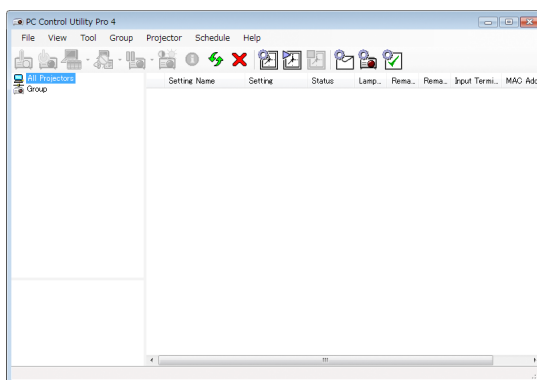 PC Control Utility Pro 4
File View Tool Group Projector Schedule Help
All Projectors
Group
Setting Name Setting Status Lamp... Rema... Rema... Input Termi... MAC Add